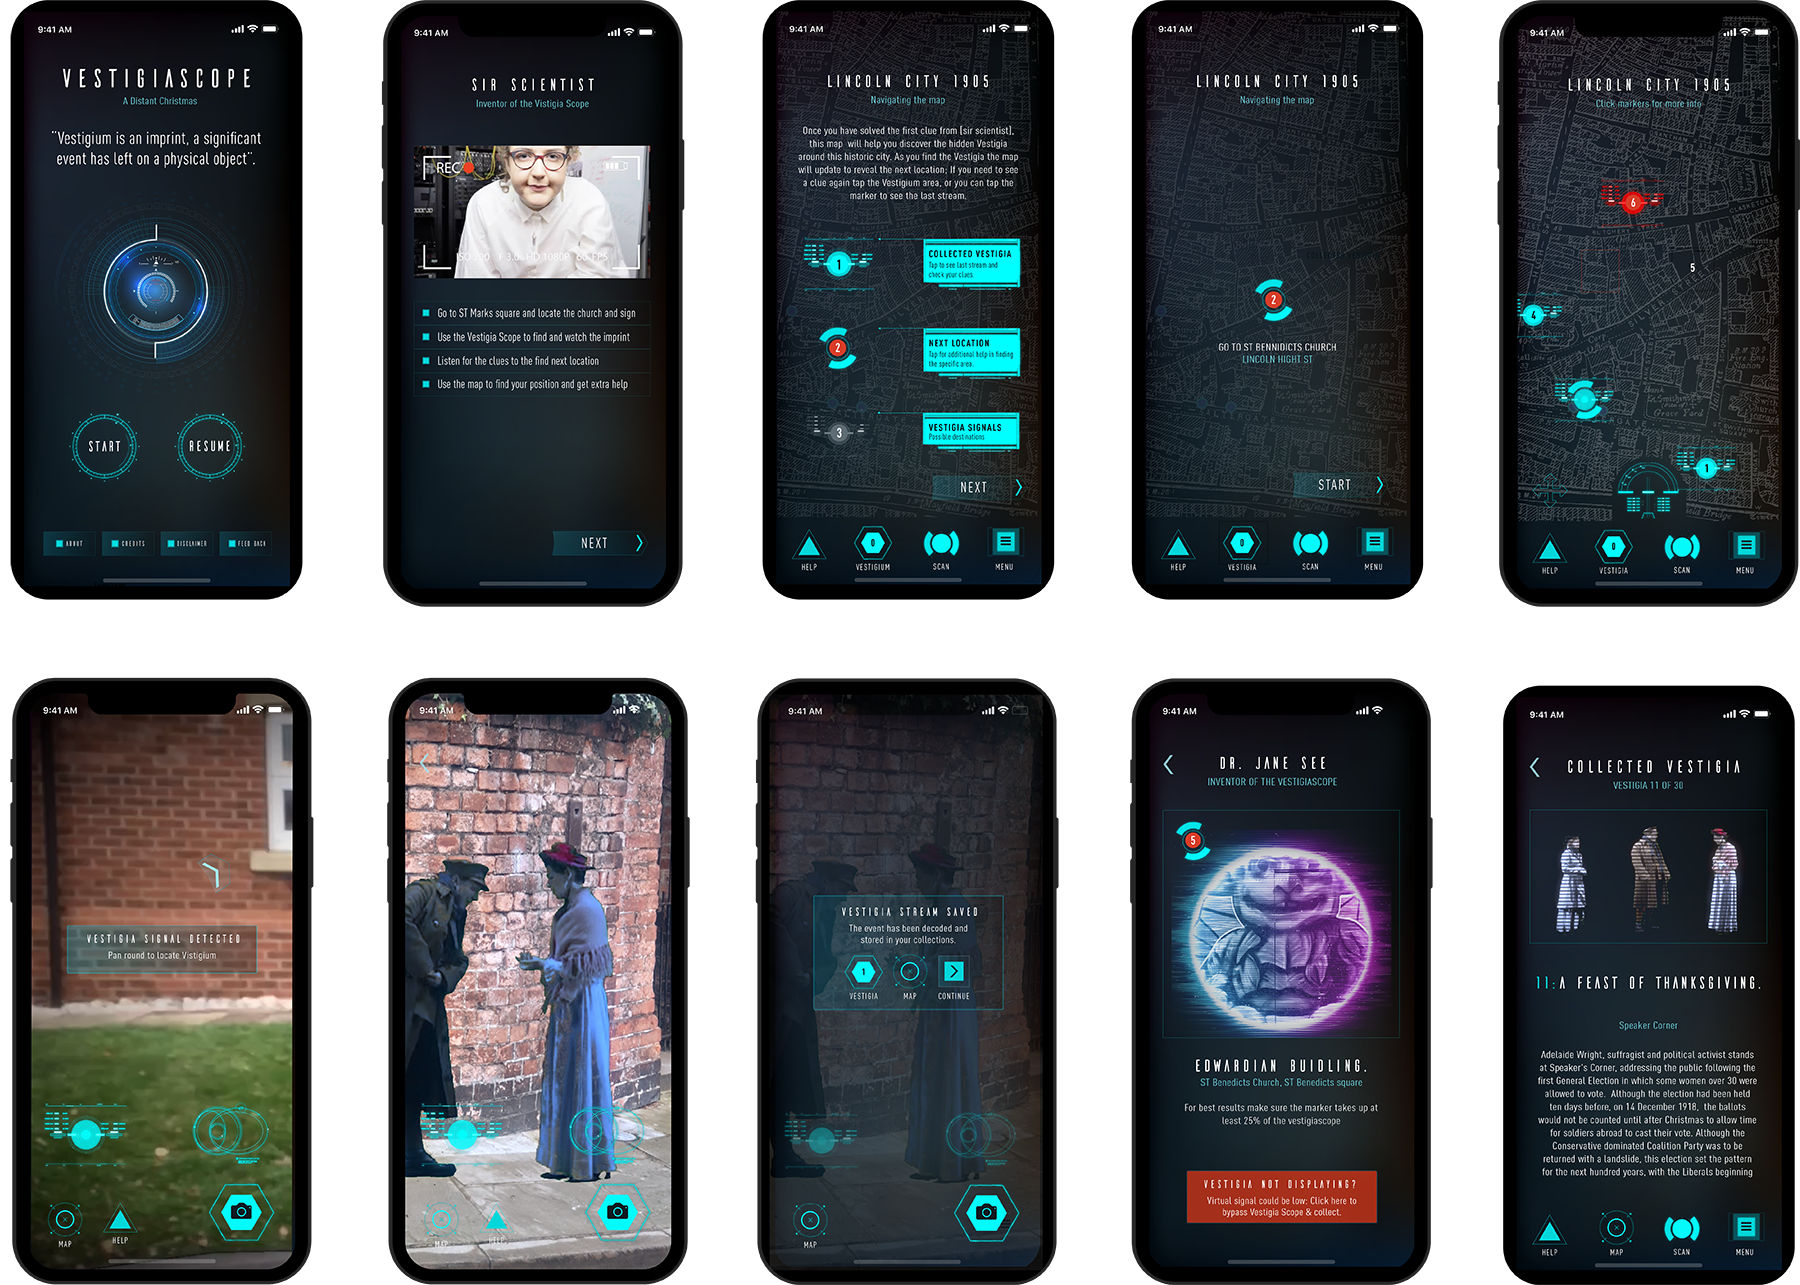 9:41 AM
VESTIGIASCOPE
A Distant Christmas
"Vestigium is an imprint, a significant
event has left on a physical object".
START
RESUME
ABOUT
CREDITS
DISCLAIMER
FEED BACK
9:41 AM
SIR SCIENTIST
Inventor of the Vistigia Scope
REC
HD 1080P
60 FPS
Go to ST Marks square and locate the church and sign
Use the Vestigia Scope to find and watch the imprint
Listen for the clues to the find next location
Use the map to find your position and get extra help
NEXT
9:41 AM
LINCOLN CITY 1905
Navigating the map
Once you have solved the first clue from [sir scientist],
this map will help you discover the hidden Vestigia
around this historic city. As you find the Vestigia the map
will update to reveal the next location; If you need to see
a clue again tap the Vestigium area, or you can tap the
marker to see the last stream.
1
COLLECTED VESTIGIA
Tap to see last stream and
check your clues.
2
NEXT LOCATION
Tap for additional help in finding
the specific area.
3
VESTIGIA SIGNALS
Possible destinations
NEXT
0
HELP
VESTIGIUM
SCAN
MENU
9:41 AM
LINCOLN CITY 1905
Navigating the map
2
GO TO ST BENNIDICTS CHURCH
LINCOLN HIGHT ST
START
0
HELP
VESTIGIA
SCAN
MENU
9:41 AM
LINCOLN CITY 1905
Click markers for more info
6
5
4
Grave Yard
1
0
HELP
VESTIGIA
SCAN
MENU
9:41 AM
VESTIGIA SIGNAL DETECTED
Pan round to locate Vistigium
MAP
HELP
9:41 AM
MAP
HELP
9:41 AM
VESTIGIA STREAM SAVED
The event has been decoded and
stored in your collections.
1
VESTIGIA
MAP
CONTINUE
MAP
9:41 AM
DR. JANE SEE
INVENTOR OF THE VESTIGIASCOPE
5
EDWARDIAN BUIDLING.
ST Benedicts Church, ST Benedicts square
For best results make sure the marker takes up at
least 25% of the vestigiascope
VESTIGIA NOT DISPLAYING?
Virtual signal could be low: Click here to
bypass Vestigia Scope & collect.
9:41 AM
COLLECTED VESTIGIA
VESTIGIA 11 OF 30
11:A FEAST OF THANKSGIVING.
Speaker Corner
Adelaide Wright, suffragist and political activist stands
at Speaker's Corner, addressing the public following the
first General Election in which some women over 30 were
allowed to vote. Although the election had been held
ten days before, on 14 December 1918, the ballots
would not be counted until after Christmas to allow time
for soldiers abroad to cast their vote. Although the
Conservative dominated Coalition Party was to be
returned with a landslide, this election set the pattern
for the next hundred years, with the Liberals beginning
HELP
MAP
SCAN
MENU